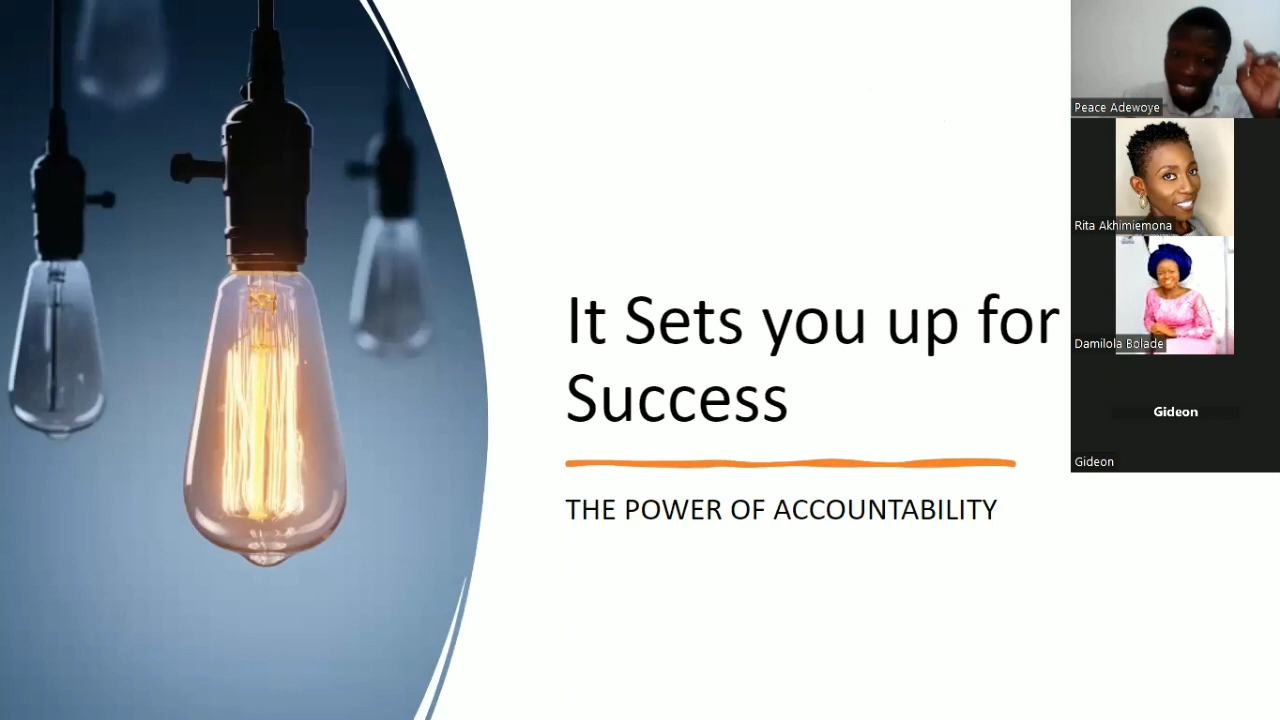 It Sets you up for
Success
THE POWER OF ACCOUNTABILITY
Peace Adewoye
Rita Akhimiemona
Damilola Bolade
Gideon
Gideon